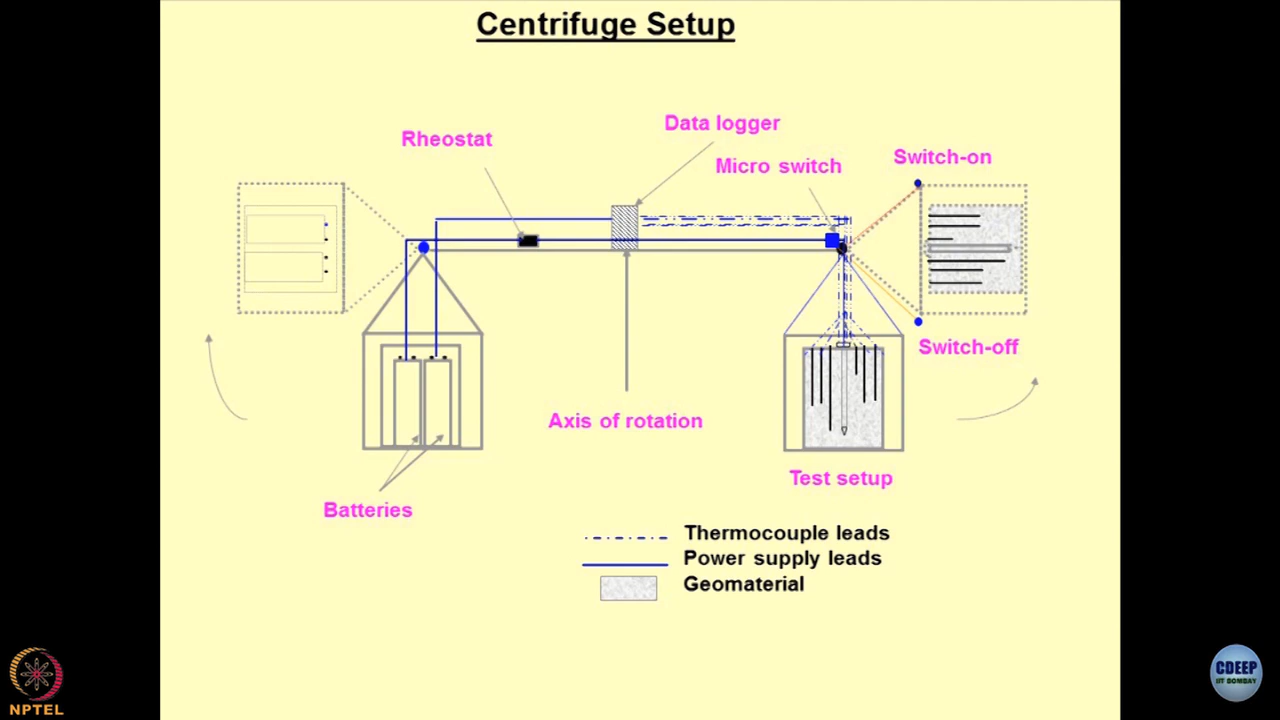 Centrifuge Setup
Data logger
Rheostat
Micro switch
Switch-on
Switch-off
Axis of rotation
Test setup
Batteries
Thermocouple leads
Power supply leads
Geomaterial
NPTEL
CDEEP
IIT BOMBAY